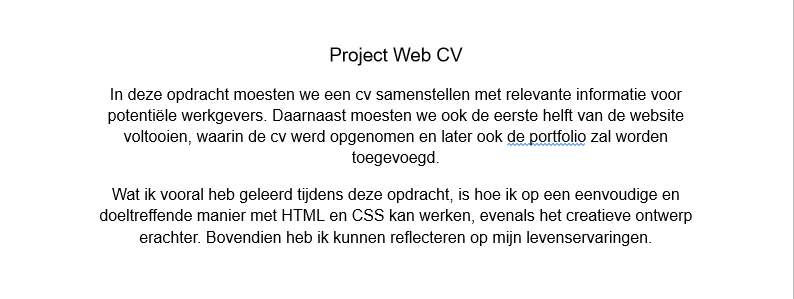 Project Web CV
In deze opdracht moesten we een cv samenstellen met relevante informatie voor
potentiële werkgevers. Daarnaast moesten we ook de eerste helft van de website
voltooien, waarin de cv werd opgenomen en later ook de portfolio zal worden
toegevoegd.
Wat ik vooral heb geleerd tijdens deze opdracht, is hoe ik op een eenvoudige en
doeltreffende manier met HTML en CSS kan werken, evenals het creatieve ontwerp
erachter. Bovendien heb ik kunnen reflecteren op mijn levenservaringen.